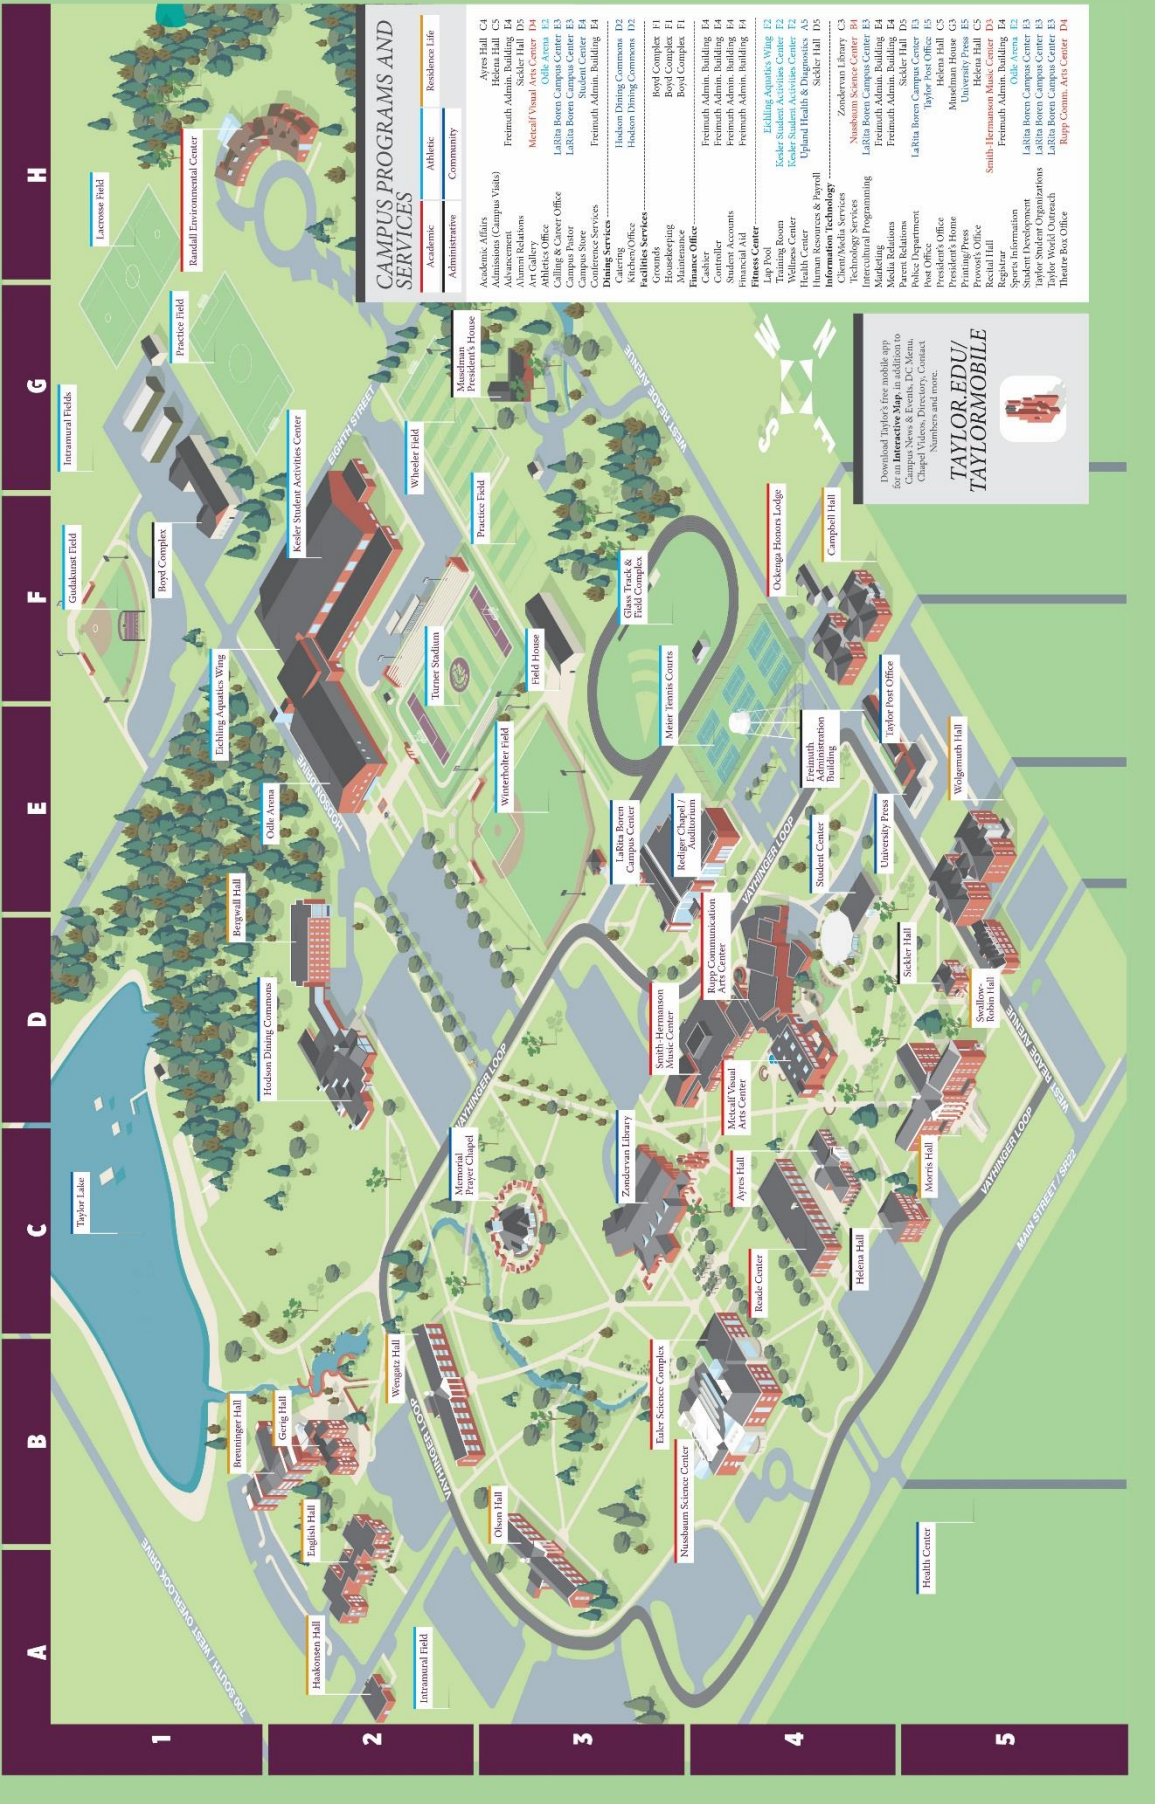 A
B
C
D
E
F
G
H
1
2
3
4
5
Taylor Lake
Intramural Fields
Gudakunst Field
Lacrosse Field
Practice Field
Randall Environmental Center
Boyd Complex
Eichling Aquatics Wing
Kesler Student Activities Center
Odle Arena
Bergwall Hall
Hodson Dining Commons
Breuninger Hall
Gerig Hall
English Hall
Haakonsen Hall
Intramural Field
Wengatz Hall
Olson Hall
Memorial
Prayer Chapel
Turner Stadium
Wheeler Field
Muselman
President's House
Practice Field
Winterholter Field
Field House
Glass Track &
Field Complex
Meier Tennis Courts
LaRita Boren
Campus Center
Rediger Chapel /
Auditorium
Rupp Communication
Arts Center
Smith-Hermanson
Music Center
Metcalf Visual
Arts Center
Zondervan Library
Ayres Hall
Reade Center
Helena Hall
Euler Science Complex
Nussbaum Science Center
Health Center
Morris Hall
Swallow-
Robin Hall
Sickler Hall
Student Center
University Press
Wolgemuth Hall
Taylor Post Office
Freimuth
Administration
Building
Ockenga Honors Lodge
Campbell Hall
700 SOUTH / WEST OVERLOOK DRIVE
VAYHINGER LOOP
VAYHINGER LOOP
VAYHINGER LOOP
VAYHINGER LOOP
HODSON DRIVE
EIGHTH STREET
WEST READE AVENUE
WEST READE AVENUE
MAIN STREET / SR22
N
W
S
E
CAMPUS PROGRAMS AND
SERVICES
Academic
Athletic
Residence Life
Administrative
Community
Academic Affairs Ayres Hall C4
Admissions (Campus Visits) Helena Hall C5
Advancement Freimuth Admin. Building E4
Alumni Relations Sickler Hall D5
Art Gallery Metcalf Visual Arts Center D4
Athletics Office Odle Arena E2
Calling & Career Office LaRita Boren Campus Center E3
Campus Pastor LaRita Boren Campus Center E3
Campus Store Student Center E4
Conference Services Freimuth Admin. Building E4
Dining Services
Catering Hodson Dining Commons D2
Kitchen/Office Hodson Dining Commons D2
Facilities Services
Grounds Boyd Complex F1
Housekeeping Boyd Complex F1
Maintenance Boyd Complex F1
Finance Office
Cashier Freimuth Admin. Building E4
Controller Freimuth Admin. Building E4
Student Accounts Freimuth Admin. Building E4
Financial Aid Freimuth Admin. Building E4
Fitness Center
Lap Pool Eichling Aquatics Wing F2
Training Room Kesler Student Activities Center F2
Wellness Center Kesler Student Activities Center F2
Health Center Upland Health & Diagnostics A5
Human Resources & Payroll Sickler Hall D5
Information Technology
Client/Media Services Zondervan Library C3
Technology Services Nussbaum Science Center B4
Intercultural Programming LaRita Boren Campus Center E3
Marketing Freimuth Admin. Building E4
Media Relations Freimuth Admin. Building E4
Parent Relations Sickler Hall D5
Police Department LaRita Boren Campus Center E3
Post Office Taylor Post Office E5
President's Office Helena Hall C5
President's Home Muselman House G3
Printing/Press University Press E5
Provost's Office Helena Hall C5
Recital Hall Smith-Hermanson Music Center D3
Registrar Freimuth Admin. Building E4
Sports Information Odle Arena E2
Student Development LaRita Boren Campus Center E3
Taylor Student Organizations LaRita Boren Campus Center E3
Taylor World Outreach LaRita Boren Campus Center E3
Theatre Box Office Rupp Comm. Arts Center D4
Download Taylor's free mobile app
for an Interactive Map, in addition to
Campus News & Events, DC Menu,
Chapel Videos, Directory, Contact
Numbers and more.
TAYLOR.EDU/
TAYLORMOBILE